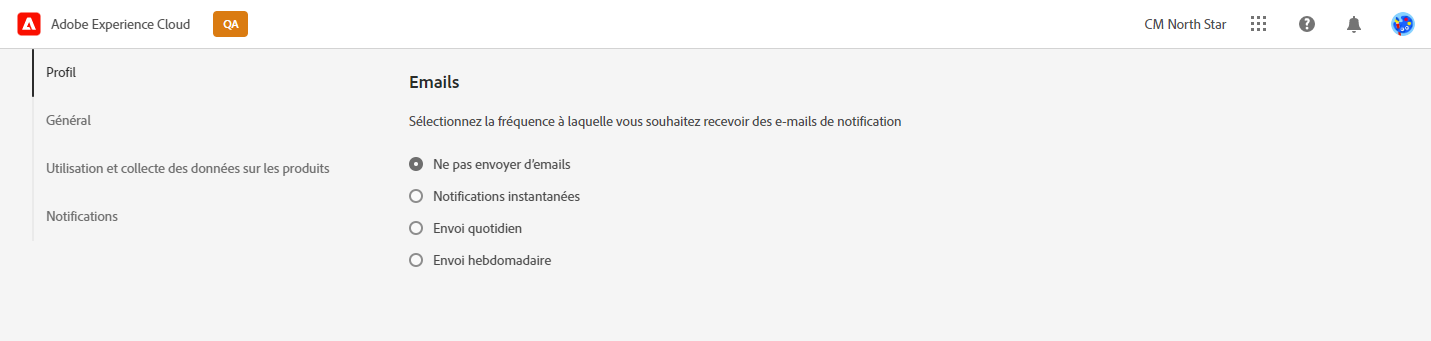 Adobe Experience Cloud
QA
CM North Star
Profil
Général
Utilisation et collecte des données sur les produits
Notifications
Emails
Sélectionnez la fréquence à laquelle vous souhaitez recevoir des e-mails de notification
Ne pas envoyer d'emails
Notifications instantanées
Envoi quotidien
Envoi hebdomadaire